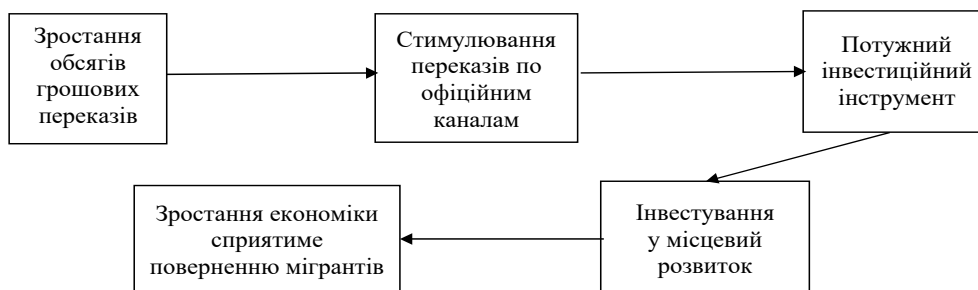 Зростання
обсягів
грошових
переказів
Стимулювання
переказів по
офіційним
каналам
Потужний
інвестиційний
інструмент
Інвестування
у місцевий
розвиток
Зростання економіки
сприятиме
поверненню мігрантів